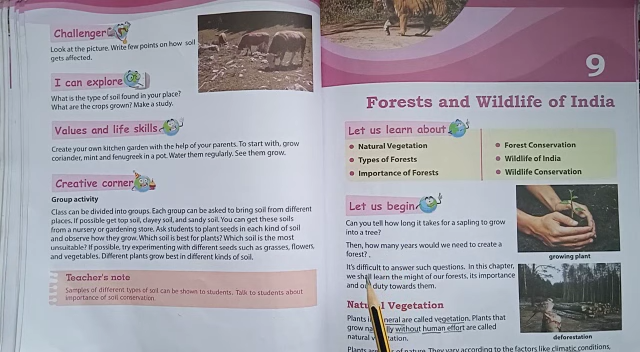 Challenger
Look at the picture. Write few points on how soil
gets affected.
I can explore
What is the type of soil found in your place?
What are the crops grown? Make a study.
Values and life skills
Create your own kitchen garden with the help of your parents. To start with, grow
coriander, mint and fenugreek in a pot. Water them regularly. See them grow.
Creative corner
Group activity
Class can be divided into groups. Each group can be asked to bring soil from different
places. If possible get top soil, clayey soil, and sandy soil. You can get these soils
from a nursery or gardening store. Ask students to plant seeds in each kind of soil
and observe how they grow. Which soil is best for plants? Which soil is the most
unsuitable? If possible, try experimenting with different seeds such as grasses, flowers,
and vegetables. Different plants grow best in different kinds of soil.
Teacher's note
Samples of different types of soil can be shown to students. Talk to students about
importance of soil conservation.
9
Forests and Wildlife of India
Let us learn about
Natural Vegetation
Types of Forests
Importance of Forests
Forest Conservation
Wildlife of India
Wildlife Conservation
Let us begin
Can you tell how long it takes for a sapling to grow
into a tree?
Then, how many years would we need to create a
forest?
growing plant
It's difficult to answer such questions. In this chapter,
we shall learn the might of our forests, its importance
and our duty towards them.
Vegetation
Plants in general are called vegetation. Plants that
grow naturally without human effort are called
natural vegetation.
deforestation
of nature. They vary according to the factors like climatic conditions,